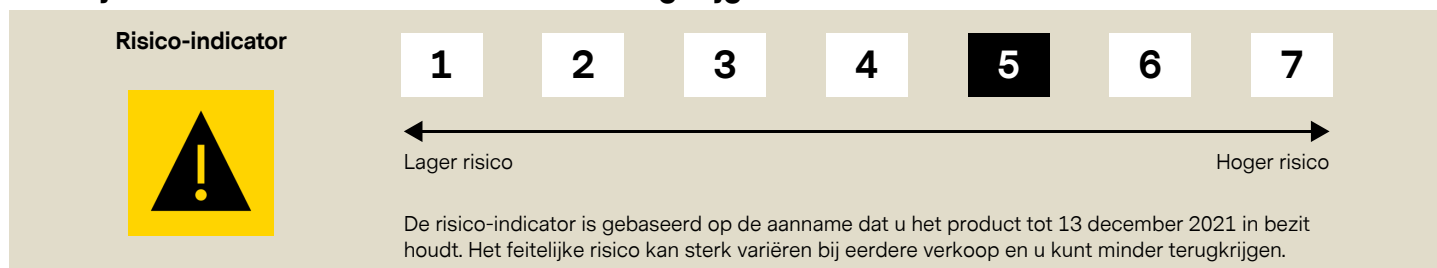 Risico-indicator
1 2 3 4 5 6 7
Lager risico Hoger risico
De risico-indicator is gebaseerd op de aanname dat u het product tot 13 december 2021 in bezit
houdt. Het feitelijke risico kan sterk variëren bij eerdere verkoop en u kunt minder terugkrijgen.